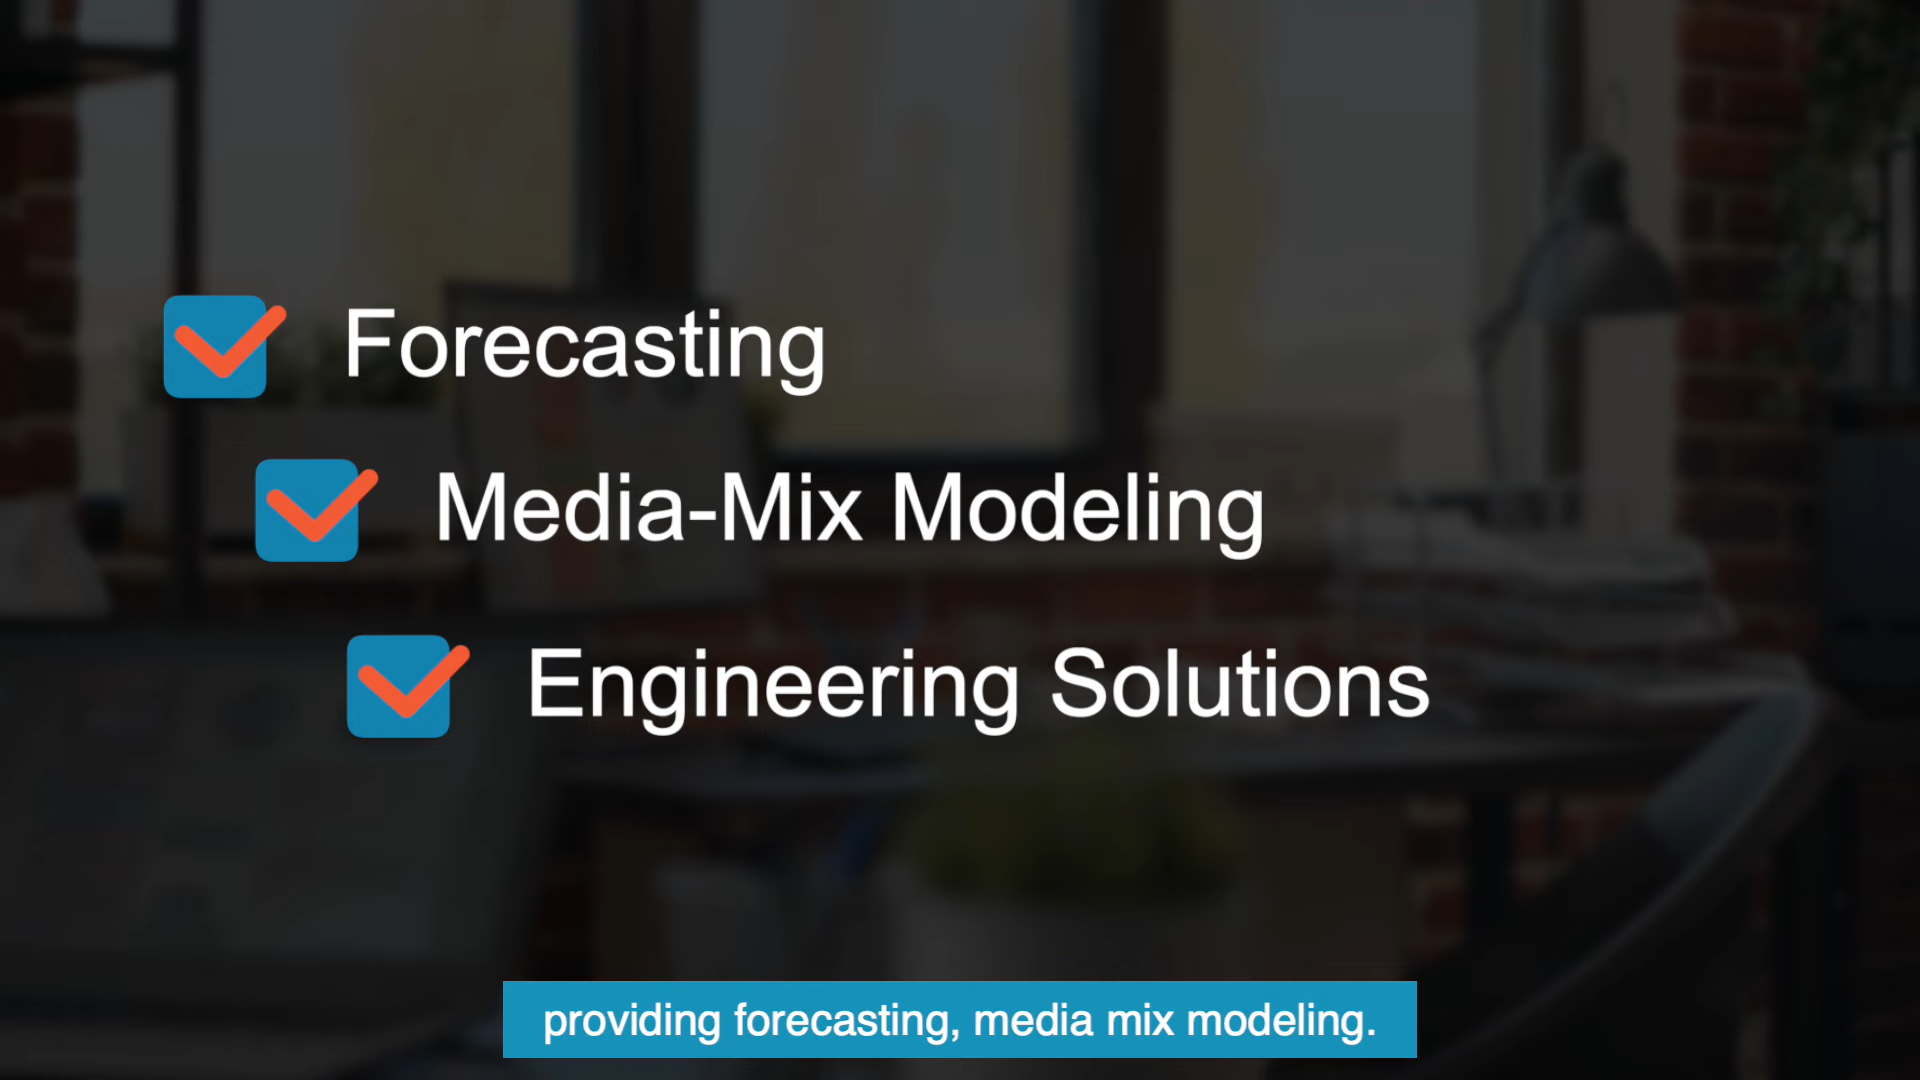 Forecasting
Media-Mix Modeling
Engineering Solutions
providing forecasting, media mix modeling.